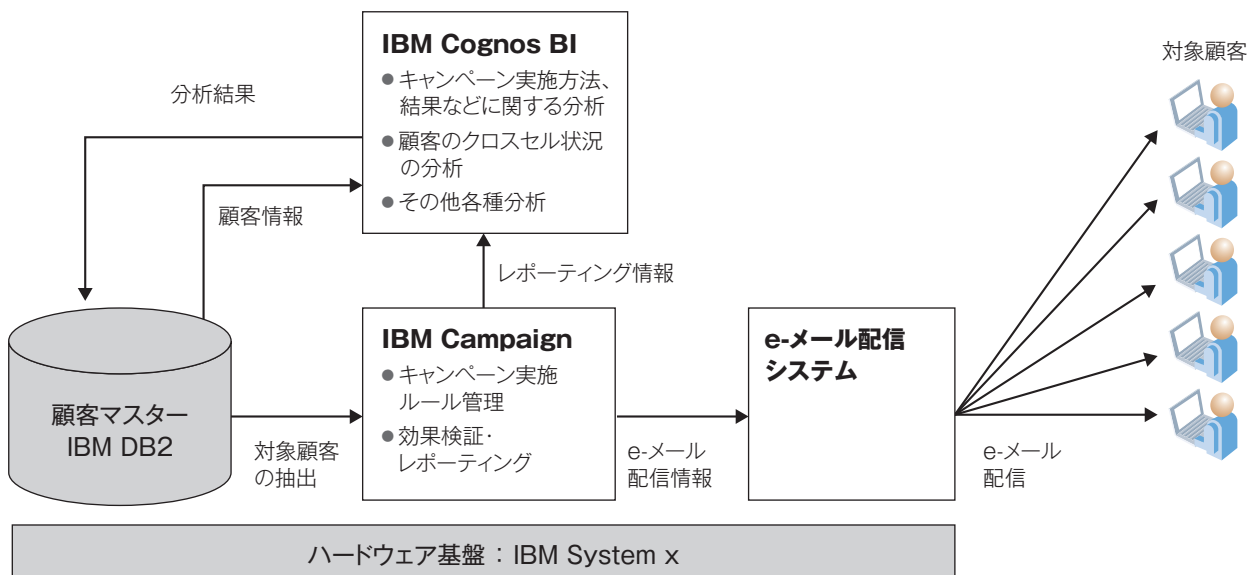 IBM Cognos BI
● キャンペーン実施方法、
結果などに関する分析
● 顧客のクロスセル状況
の分析
● その他各種分析
対象顧客
分析結果
顧客情報
レポーティング情報
顧客マスター
IBM DB2
対象顧客
の抽出
IBM Campaign
● キャンペーン実施
ルール管理
● 効果検証・
レポーティング
e-メール
配信情報
e-メール配信
システム
e-メール
配信
ハードウェア基盤 : IBM System x